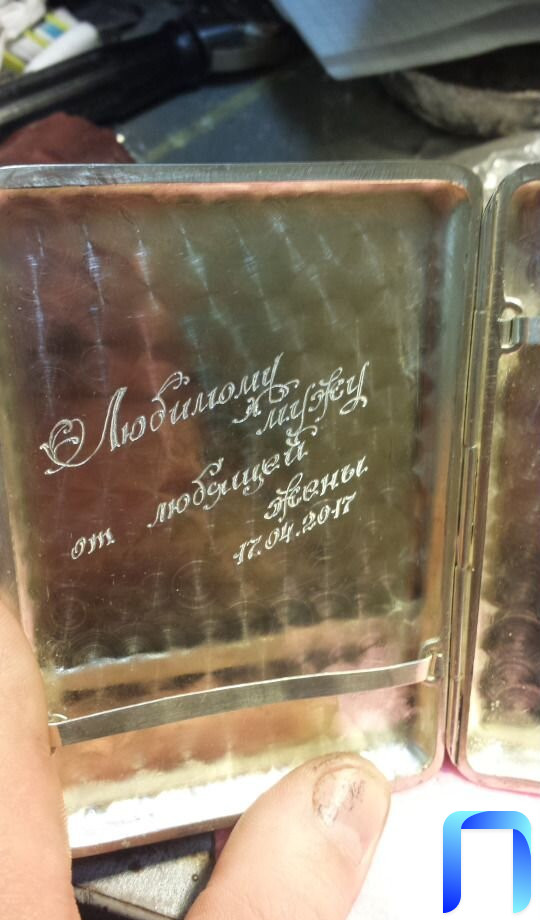 Любимому
мужу
от любящей
жены
17.04.2017